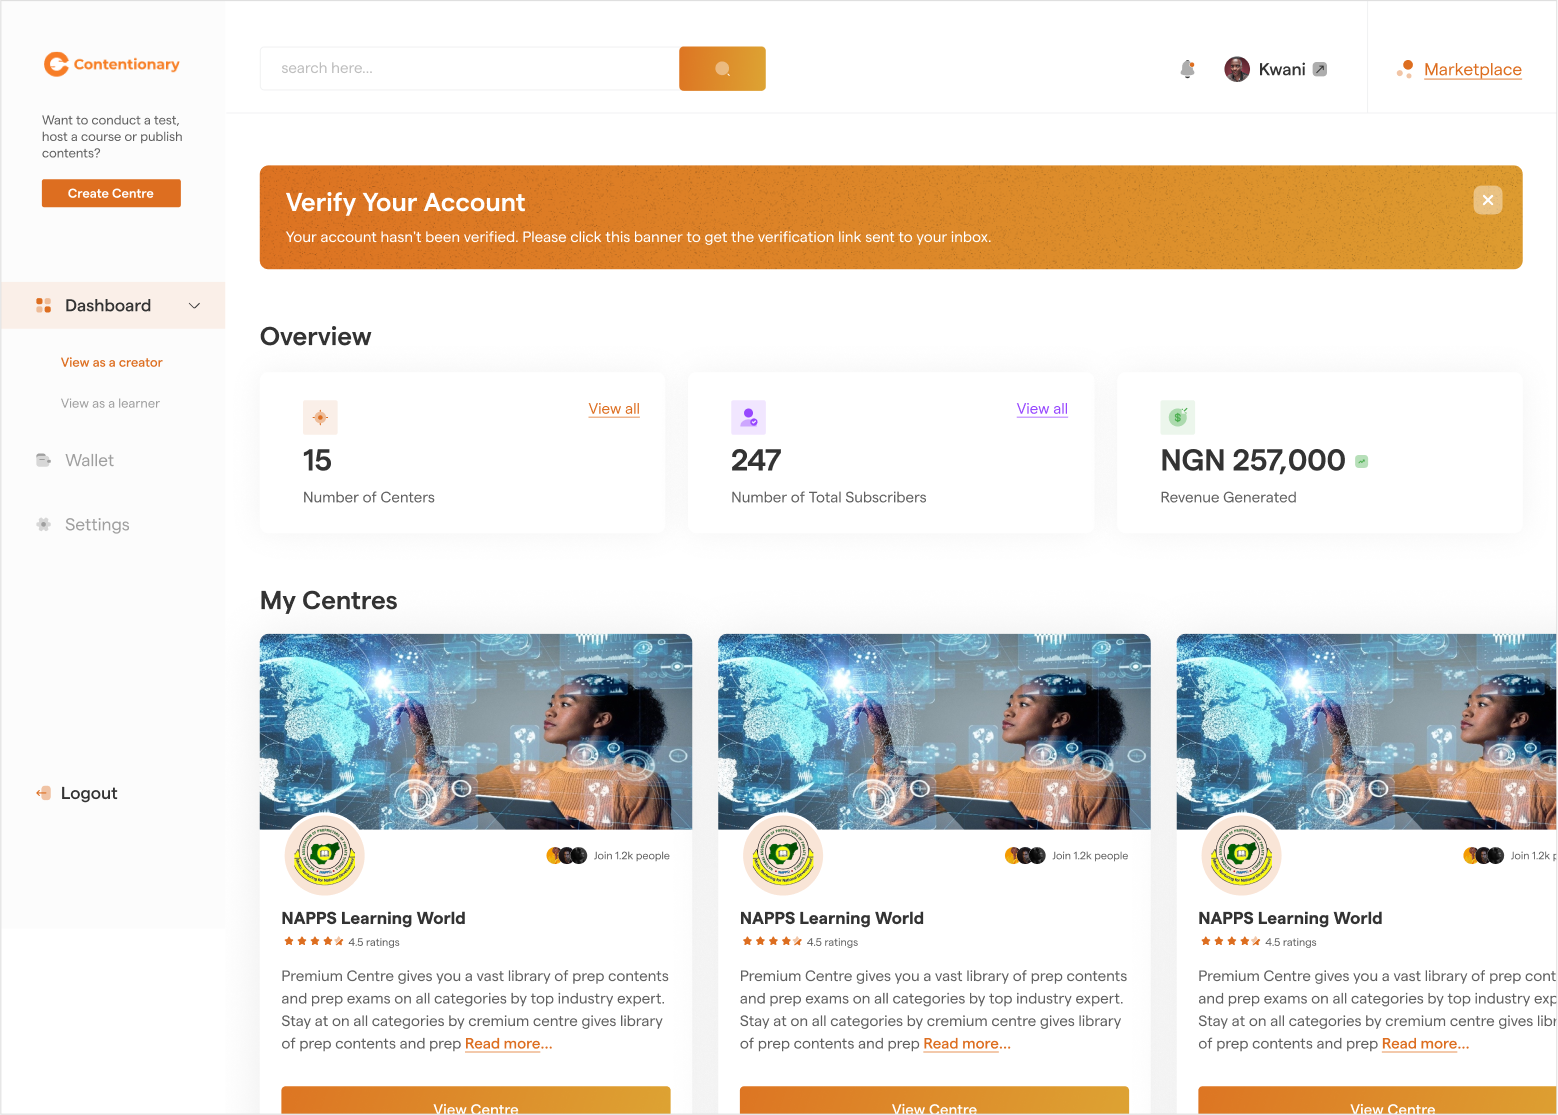 Contentionary
Want to conduct a test,
host a course or publish
contents?
Create Centre
Dashboard
View as a creator
View as a learner
Wallet
Settings
Logout
search here...
Kwani
Marketplace
Verify Your Account
Your account hasn't been verified. Please click this banner to get the verification link sent to your inbox.
Overview
View all
15
Number of Centers
View all
247
Number of Total Subscribers
NGN 257,000
Revenue Generated
My Centres
Join 1.2k people
NAPPS Learning World
4.5 ratings
Premium Centre gives you a vast library of prep contents
and prep exams on all categories by top industry expert.
Stay at on all categories by cremium centre gives library
of prep contents and prep Read more...
View Centre
Join 1.2k people
NAPPS Learning World
4.5 ratings
Premium Centre gives you a vast library of prep contents
and prep exams on all categories by top industry expert.
Stay at on all categories by cremium centre gives library
of prep contents and prep Read more...
View Centre
Join 1.2k p
NAPPS Learning World
4.5 ratings
Premium Centre gives you a vast library of prep cont
and prep exams on all categories by top industry exp
Stay at on all categories by cremium centre gives libr
of prep contents and prep Read more...
View Centre